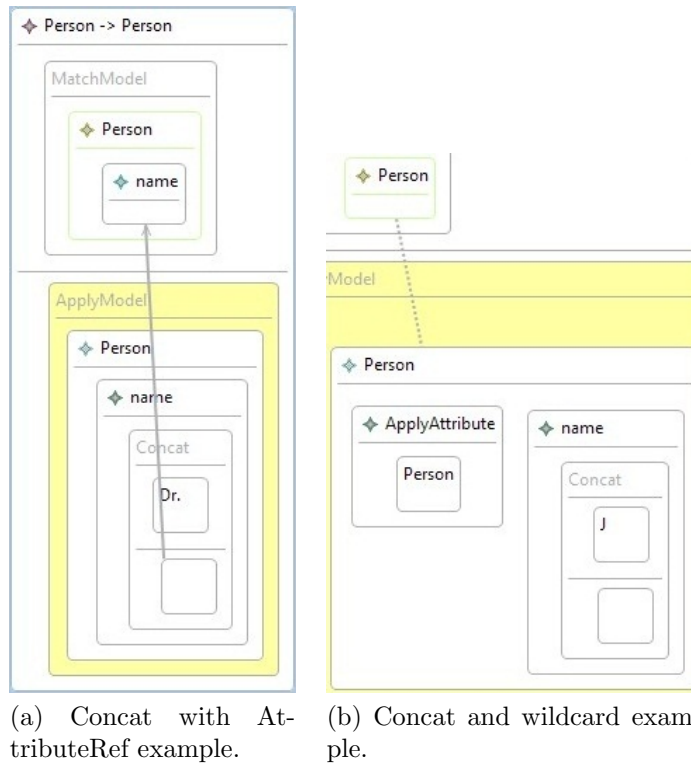 Person -> Person
MatchModel
Person
name
ApplyModel
Person
name
Concat
Dr.
(a) Concat with At-
tributeRef example.
Person
Model
Person
ApplyAttribute
Person
name
Concat
J
(b) Concat and wildcard exam
ple.